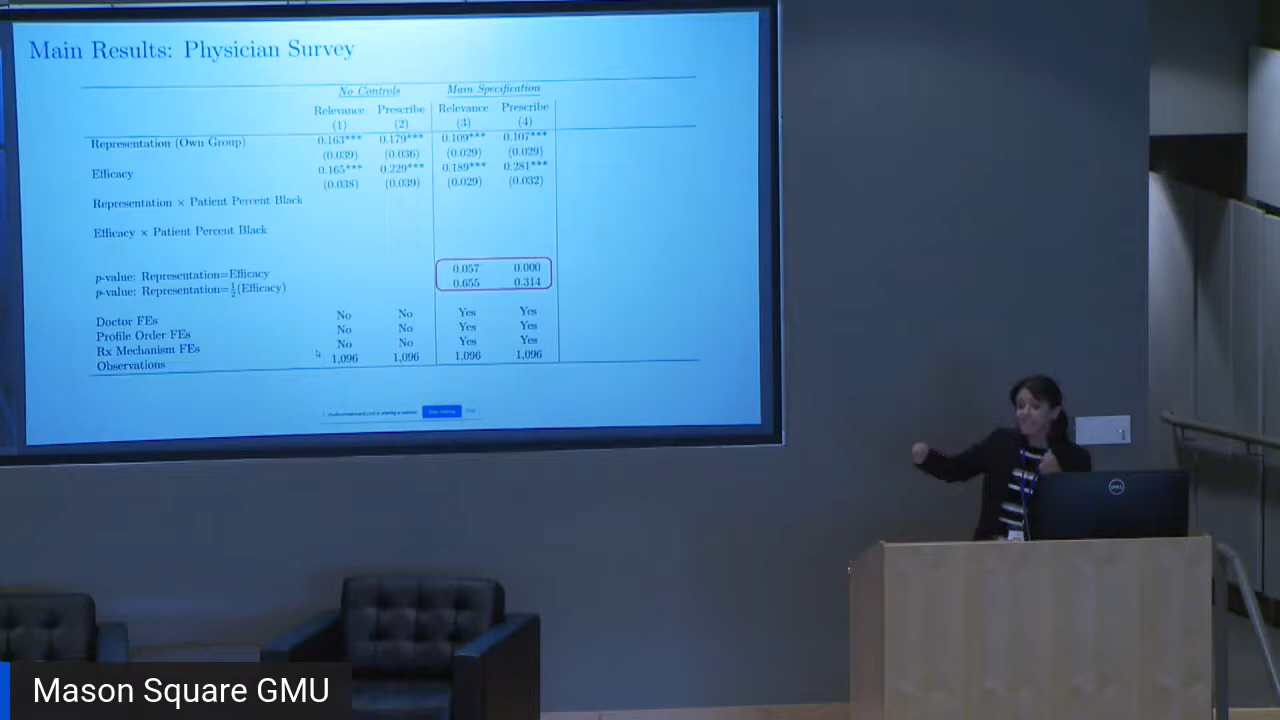 Main Results: Physician Survey
No Controls Main Specification
Relevance Prescribe Relevance Prescribe
(1) (2) (3) (4)
Representation (Own Group) 0.163*** 0.179*** 0.109*** 0.107***
(0.039) (0.036) (0.029) (0.029)
Efficacy 0.165*** 0.229*** 0.189*** 0.281***
(0.038) (0.039) (0.029) (0.032)
Representation × Patient Percent Black
Efficacy × Patient Percent Black
p-value: Representation=Efficacy 0.057 0.000
p-value: Representation=½(Efficacy) 0.655 0.314
Doctor FEs No No Yes Yes
Profile Order FEs No No Yes Yes
Rx Mechanism FEs No No Yes Yes
Observations 1,096 1,096 1,096 1,096
is sharing a window.
DELL
Mason Square GMU